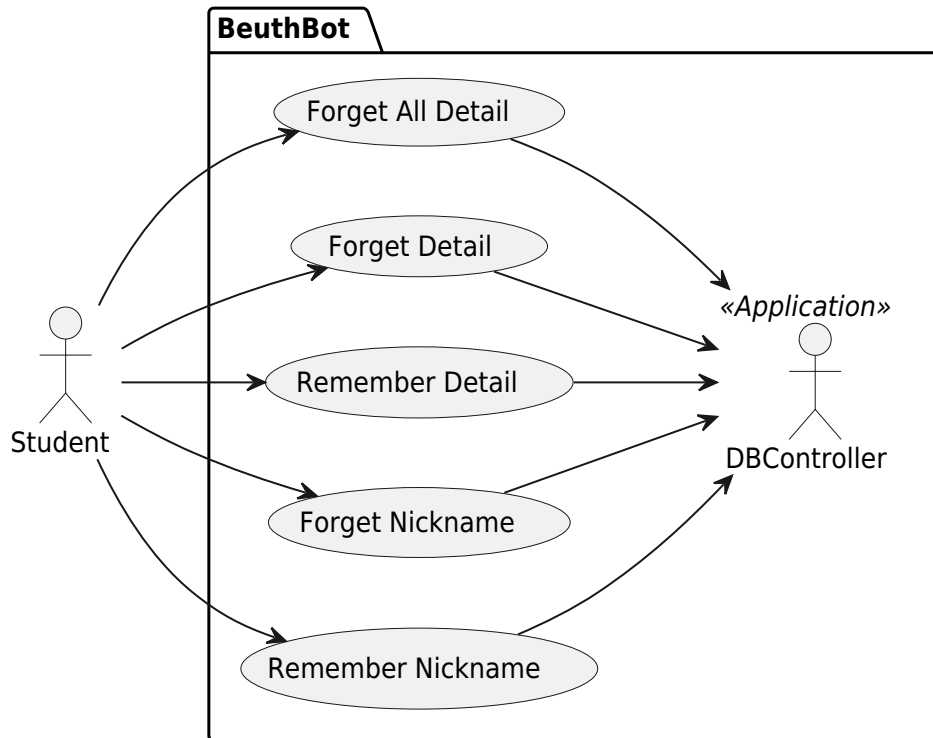 BeuthBot
Forget All Detail
Forget Detail
«Application»
Remember Detail
Student
DBController
Forget Nickname
Remember Nickname